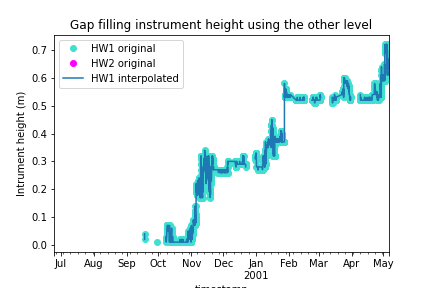 Gap filling instrument height using the other level
HW1 original
HW2 original
HW1 interpolated
Intrument height (m)
0.7
0.6
0.5
0.4
0.3
0.2
0.1
0.0
Jul Aug Sep Oct Nov Dec Jan Feb Mar Apr May
2001
timestamp